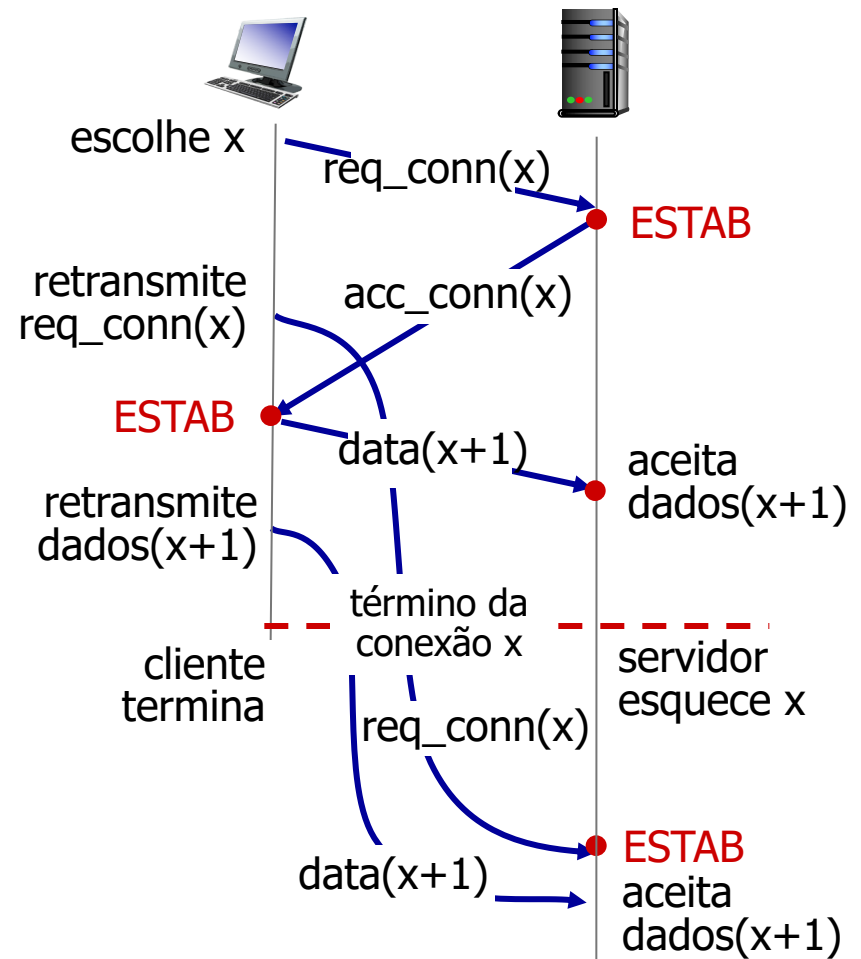 escolhe x
req_conn(x)
ESTAB
retransmite
req_conn(x)
acc_conn(x)
ESTAB
data(x+1)
aceita
dados(x+1)
retransmite
dados(x+1)
término da
conexão x
cliente
termina
servidor
esquece x
req_conn(x)
ESTAB
data(x+1)
aceita
dados(x+1)